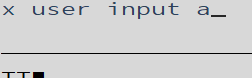 x user input a_